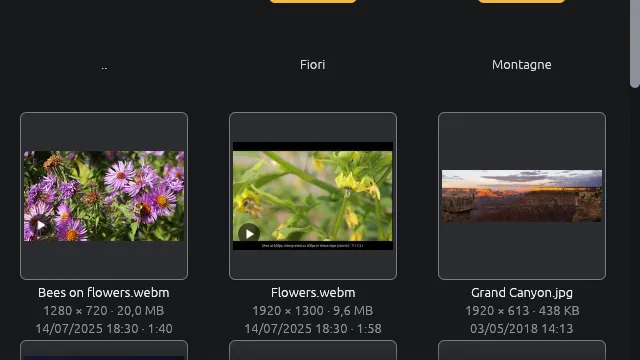 ..
Fiori
Montagne
Bees on flowers.webm
1280 × 720 · 20,0 MB
14/07/2025 18:30 · 1:40
Flowers.webm
1920 × 1300 · 9,6 MB
14/07/2025 18:30 · 1:58
Grand Canyon.jpg
1920 × 613 · 438 KB
03/05/2018 14:13